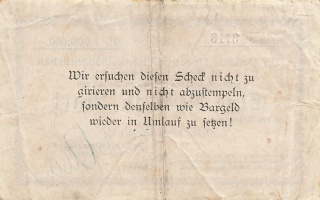 Wir ersuchen diesen Scheck nicht zu
girieren und nicht abzustempeln,
sondern denselben wie Bargeld
wieder in Umlauf zu setzen!